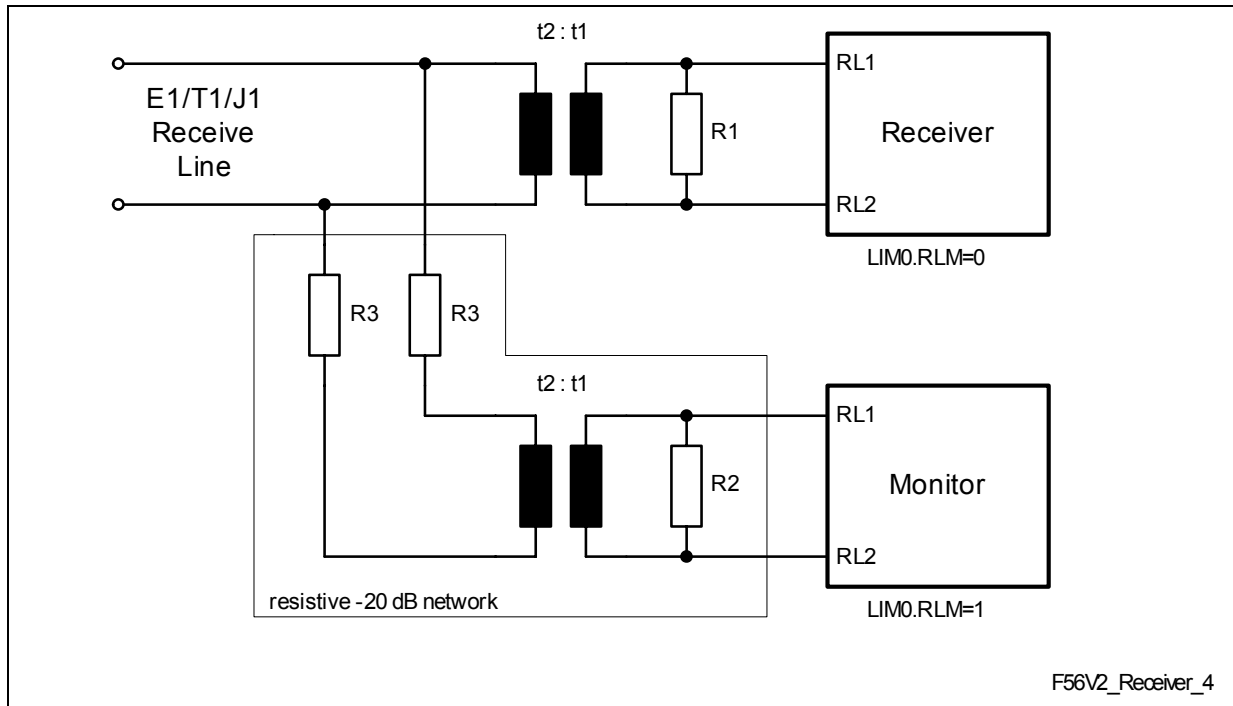 t2 : t1
E1/T1/J1
Receive
Line
R1
RL1
Receiver
RL2
LIM0.RLM=0
R3
R3
t2 : t1
R2
RL1
Monitor
RL2
resistive -20 dB network
LIM0.RLM=1
F56V2_Receiver_4